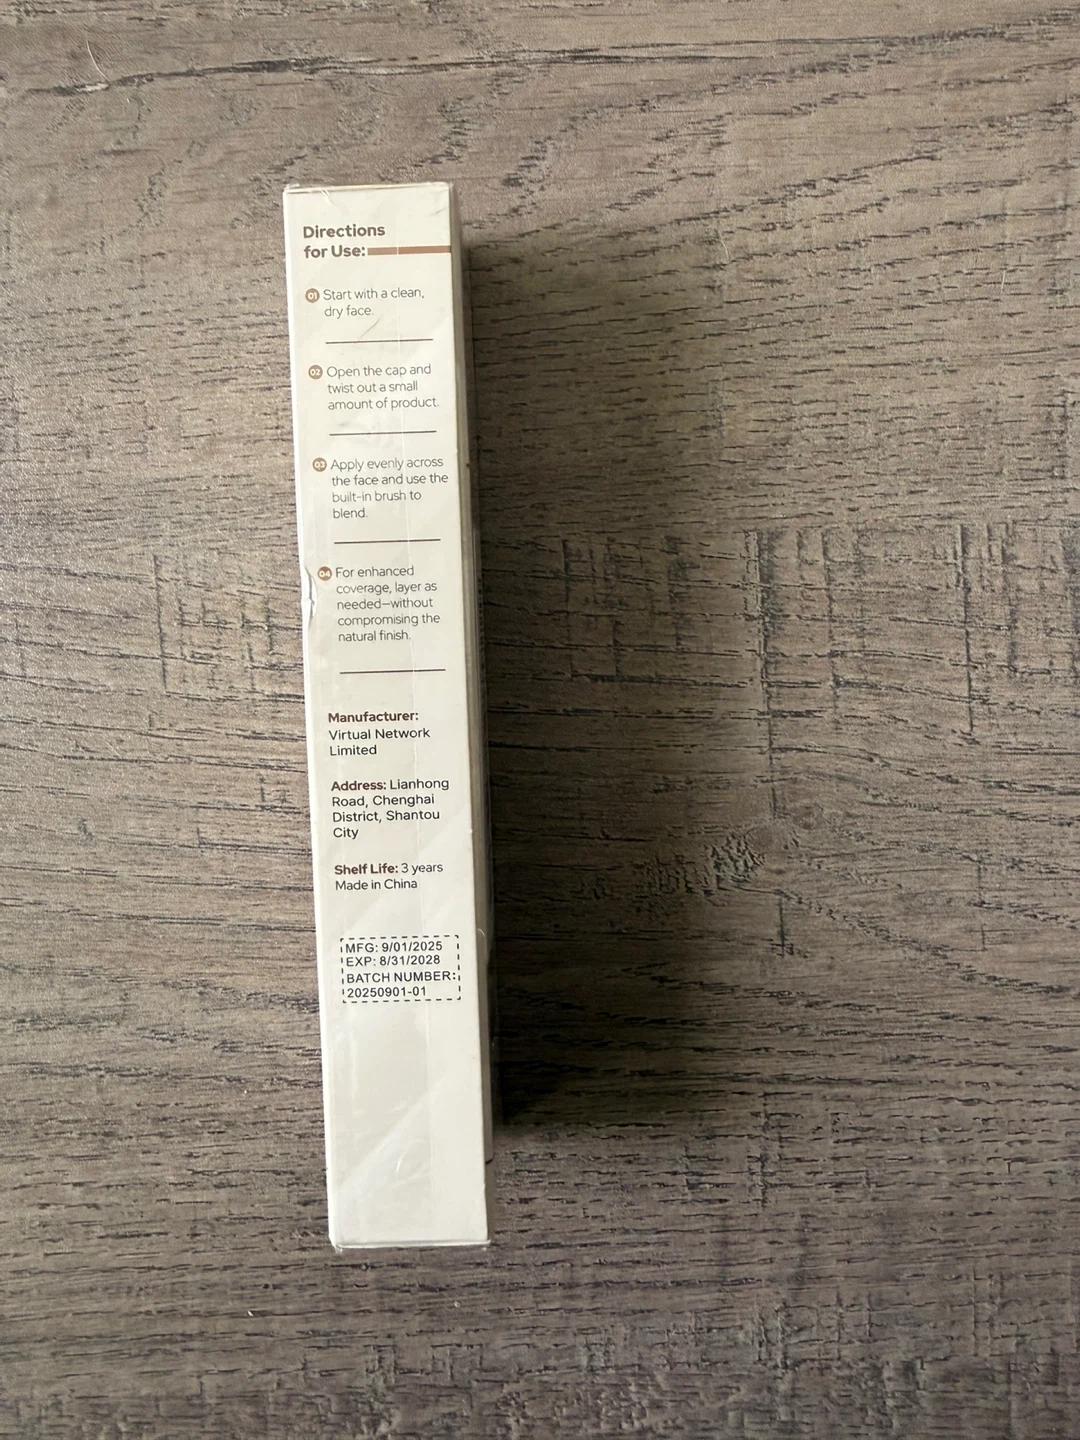 Directions
for Use:
01 Start with a clean,
dry face.
02 Open the cap and
twist out a small
amount of product.
03 Apply evenly across
the face and use the
built-in brush to
blend.
04 For enhanced
coverage, layer as
needed—without
compromising the
natural finish.
Manufacturer:
Virtual Network
Limited
Address: Lianhong
Road, Chenghai
District, Shantou
City
Shelf Life: 3 years
Made in China
MFG: 9/01/2025
EXP: 8/31/2028
BATCH NUMBER:
20250901-01